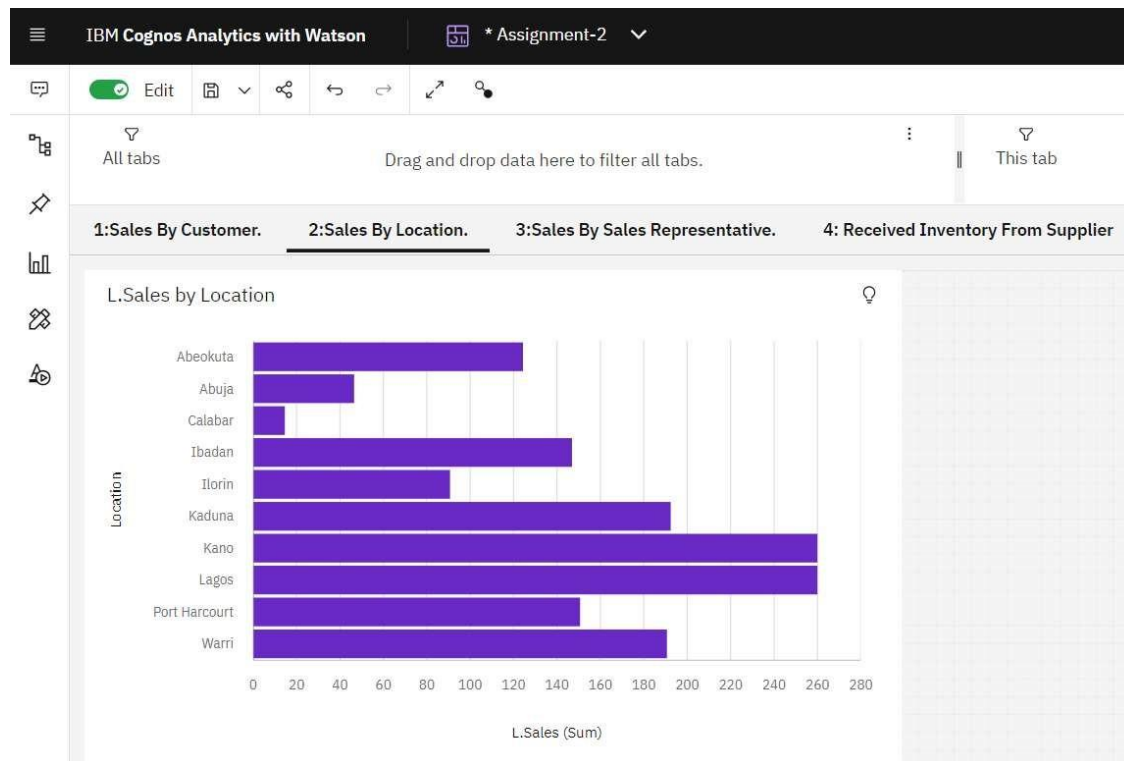 IBM Cognos Analytics with Watson
* Assignment-2
Edit
All tabs
Drag and drop data here to filter all tabs.
This tab
1:Sales By Customer.
2:Sales By Location.
3:Sales By Sales Representative.
4: Received Inventory From Supplier
L.Sales by Location
Location
Abeokuta
Abuja
Calabar
Ibadan
Ilorin
Kaduna
Kano
Lagos
Port Harcourt
Warri
0 20 40 60 80 100 120 140 160 180 200 220 240 260 280
L.Sales (Sum)